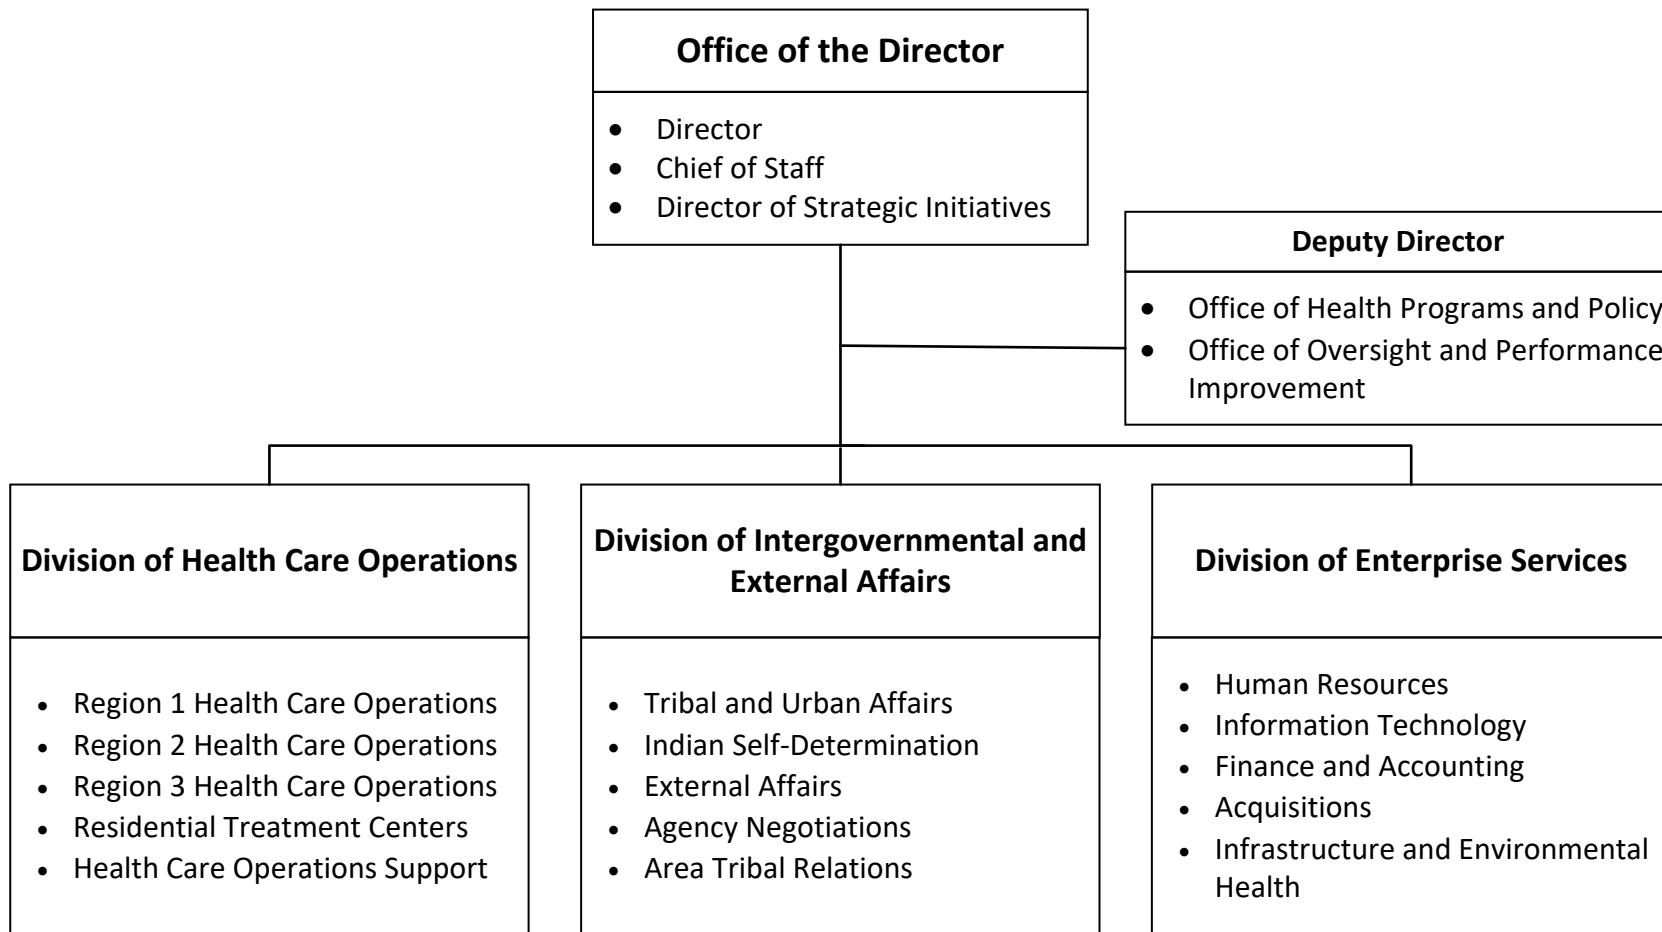 Office of the Director
• Director
• Chief of Staff
• Director of Strategic Initiatives
Deputy Director
• Office of Health Programs and Policy
• Office of Oversight and Performance
Improvement
Division of Health Care Operations
• Region 1 Health Care Operations
• Region 2 Health Care Operations
• Region 3 Health Care Operations
• Residential Treatment Centers
• Health Care Operations Support
Division of Intergovernmental and
External Affairs
• Tribal and Urban Affairs
• Indian Self-Determination
• External Affairs
• Agency Negotiations
• Area Tribal Relations
Division of Enterprise Services
• Human Resources
• Information Technology
• Finance and Accounting
• Acquisitions
• Infrastructure and Environmental
Health